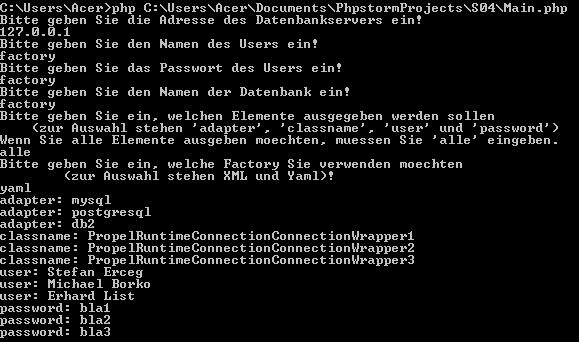 C:\Users\Acer>php C:\Users\Acer\Documents\PhpstormProjects\S04\Main.php
Bitte geben Sie die Adresse des Datenbankservers ein!
127.0.0.1
Bitte geben Sie den Namen des Users ein!
factory
Bitte geben Sie das Passwort des Users ein!
factory
Bitte geben Sie den Namen der Datenbank ein!
factory
Bitte geben Sie ein, welchen Elemente ausgegeben werden sollen
(zur Auswahl stehen 'adapter', 'classname', 'user' und 'password')
Wenn Sie alle Elemente ausgeben moechten, muessen Sie 'alle' eingeben.
alle
Bitte geben Sie ein, welche Factory Sie verwenden moechten
(zur Auswahl stehen XML und Yaml)!
yaml
adapter: mysql
adapter: postgresql
adapter: db2
classname: PropelRuntimeConnectionConnectionWrapper1
classname: PropelRuntimeConnectionConnectionWrapper2
classname: PropelRuntimeConnectionConnectionWrapper3
user: Stefan Erceg
user: Michael Borko
user: Erhard List
password: bla1
password: bla2
password: bla3